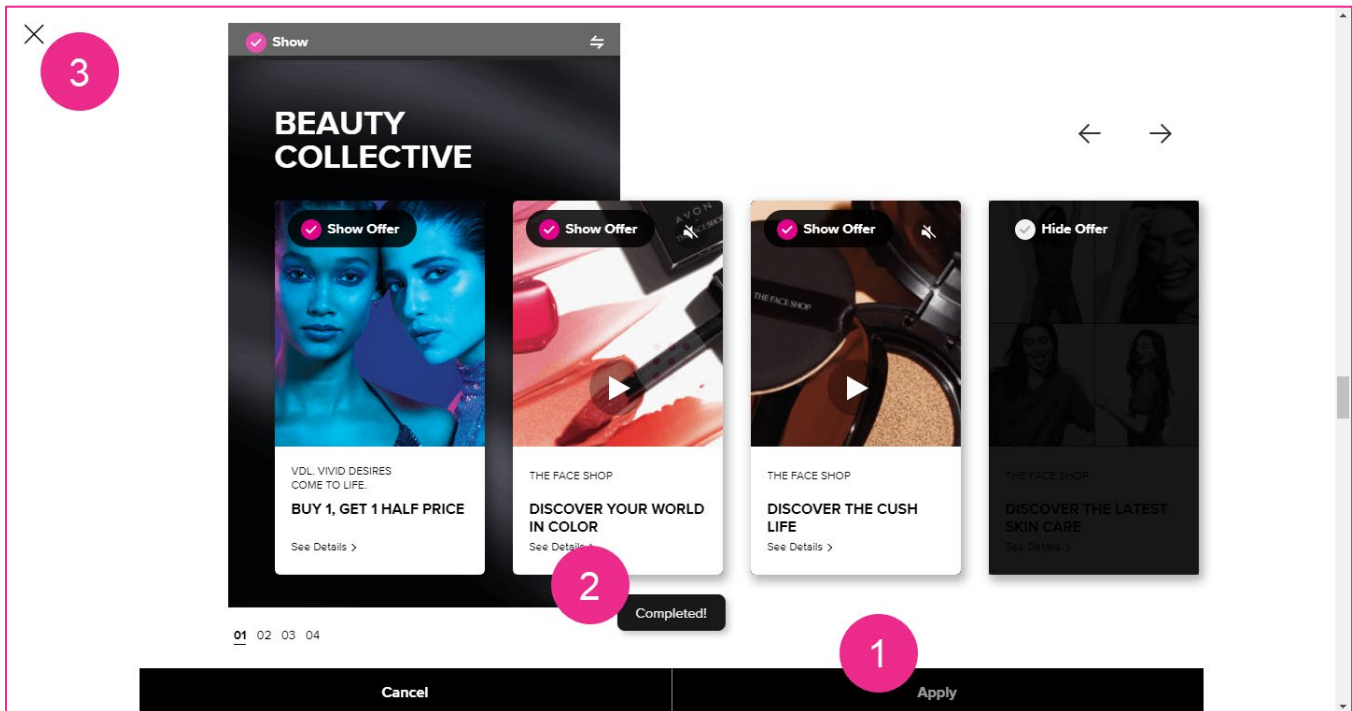 3
Show
BEAUTY
COLLECTIVE
Show Offer
Show Offer
Show Offer
Hide Offer
AVON
THE FACE SHOP
THE FACE SHOP
VDL. VIVID DESIRES
COME TO LIFE.
BUY 1, GET 1 HALF PRICE
See Details >
THE FACE SHOP
DISCOVER YOUR WORLD
IN COLOR
See Details >
THE FACE SHOP
DISCOVER THE CUSH
LIFE
See Details >
THE FACE SHOP
DISCOVER THE LATEST
SKIN CARE
See Details >
2
Completed!
01 02 03 04
1
Cancel
Apply